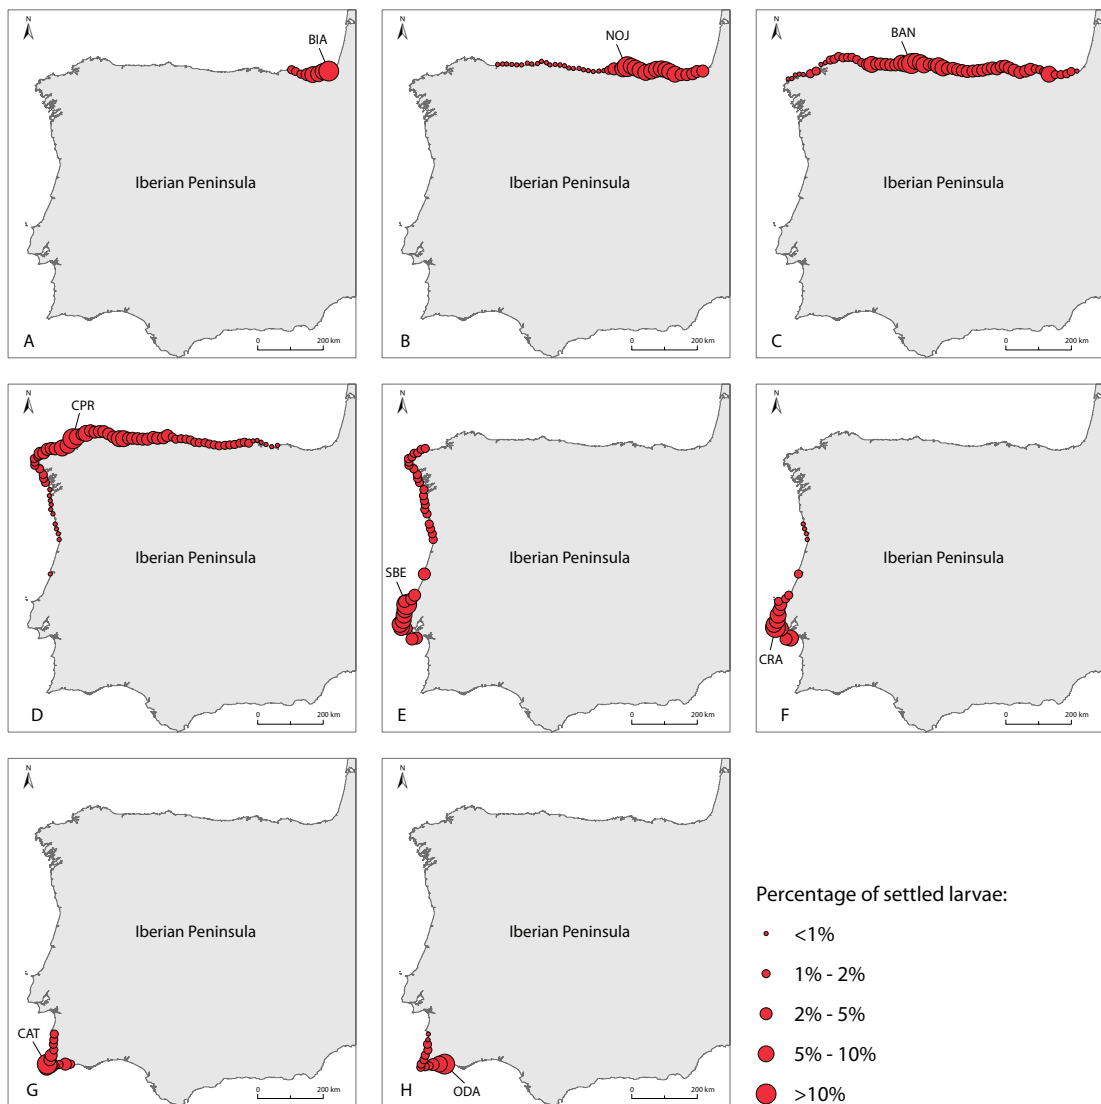 N
BIA
Iberian Peninsula
A
0 200 km
N
NOJ
Iberian Peninsula
B
0 200 km
N
BAN
Iberian Peninsula
C
0 200 km
N
CPR
Iberian Peninsula
D
0 200 km
N
SBE
Iberian Peninsula
E
0 200 km
N
Iberian Peninsula
CRA
F
0 200 km
N
Iberian Peninsula
CAT
G
0 200 km
N
Iberian Peninsula
ODA
H
0 200 km
Percentage of settled larvae:
<1%
1% - 2%
2% - 5%
5% - 10%
>10%